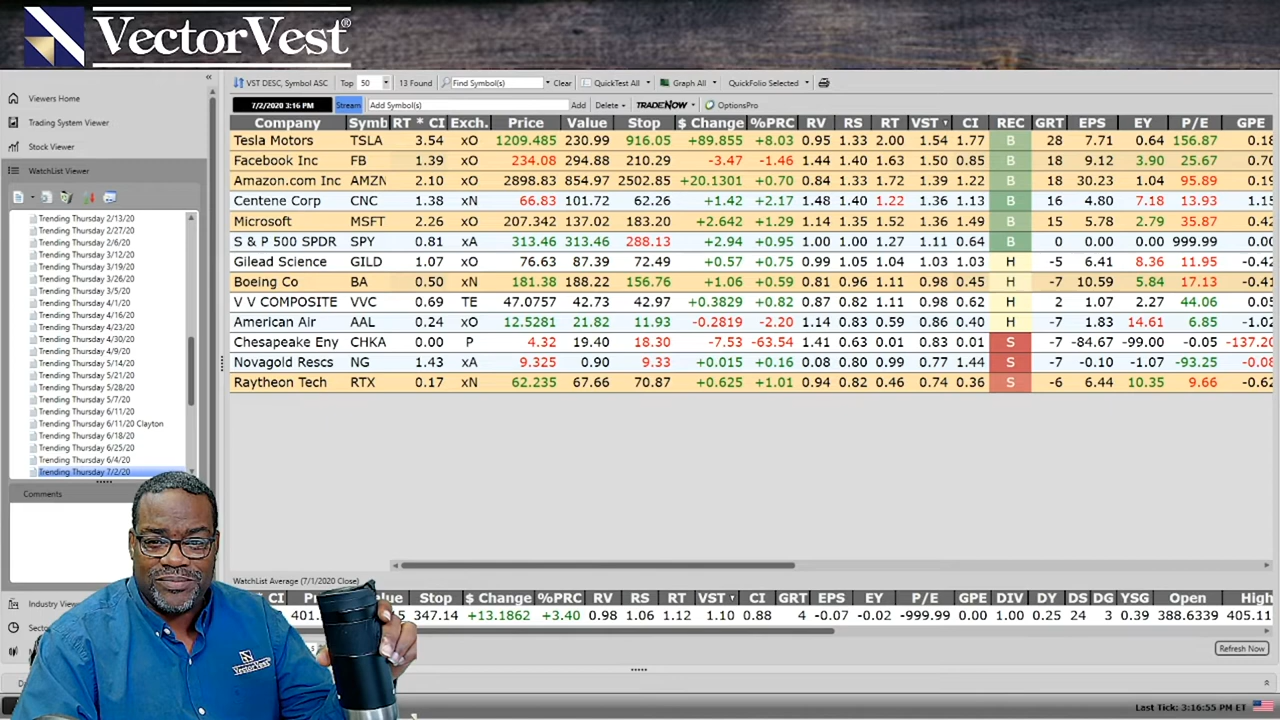 VectorVest®
VST DESC, Symbol ASC Top 50 13 Found Find Symbol(s) Clear QuickTest All Graph All QuickFolio Selected
7/2/2020 3:16 PM Stream Add Symbol(s) Add Delete TRADENOW OptionsPro
Viewers Home
Trading System Viewer
Stock Viewer
WatchList Viewer
Trending Thursday 2/13/20
Trending Thursday 2/27/20
Trending Thursday 2/6/20
Trending Thursday 3/12/20
Trending Thursday 3/19/20
Trending Thursday 3/26/20
Trending Thursday 3/5/20
Trending Thursday 4/1/20
Trending Thursday 4/16/20
Trending Thursday 4/23/20
Trending Thursday 4/30/20
Trending Thursday 4/9/20
Trending Thursday 5/14/20
Trending Thursday 5/21/20
Trending Thursday 5/28/20
Trending Thursday 5/7/20
Trending Thursday 6/11/20
Trending Thursday 6/11/20 Clayton
Trending Thursday 6/18/20
Trending Thursday 6/25/20
Trending Thursday 6/4/20
Trending Thursday 7/2/20
Comments
Company Symb RT * CI Exch. Price Value Stop $ Change %PRC RV RS RT VST CI REC GRT EPS EY P/E GPE
Tesla Motors TSLA 3.54 xO 1209.485 230.99 916.05 +89.855 +8.03 0.95 1.33 2.00 1.54 1.77 B 28 7.71 0.64 156.87 0.18
Facebook Inc FB 1.39 xO 234.08 294.88 210.29 -3.47 -1.46 1.44 1.40 1.63 1.50 0.85 B 18 9.12 3.90 25.67 0.70
Amazon.com Inc AMZN 2.10 xO 2898.83 854.97 2502.85 +20.1301 +0.70 0.84 1.33 1.72 1.39 1.22 B 18 30.23 1.04 95.89 0.19
Centene Corp CNC 1.38 xN 66.83 101.72 62.26 +1.42 +2.17 1.48 1.40 1.22 1.36 1.13 B 16 4.80 7.18 13.93 1.15
Microsoft MSFT 2.26 xO 207.342 137.02 183.20 +2.642 +1.29 1.14 1.35 1.52 1.36 1.49 B 15 5.78 2.79 35.87 0.42
S & P 500 SPDR SPY 0.81 xA 313.46 313.46 288.13 +2.94 +0.95 1.00 1.00 1.27 1.11 0.64 B 0 0.00 0.00 999.99 0.00
Gilead Science GILD 1.07 xO 76.63 87.39 72.49 +0.57 +0.75 0.99 1.05 1.04 1.03 1.03 H -5 6.41 8.36 11.95 -0.42
Boeing Co BA 0.50 xN 181.38 188.22 156.76 +1.06 +0.59 0.81 0.96 1.11 0.98 0.45 H -7 10.59 5.84 17.13 -0.41
V V COMPOSITE VVC 0.69 TE 47.0757 42.73 42.97 +0.3829 +0.82 0.87 0.82 1.11 0.98 0.62 H 2 1.07 2.27 44.06 0.05
American Air AAL 0.24 xO 12.5281 21.82 11.93 -0.2819 -2.20 1.14 0.83 0.59 0.86 0.40 H -7 1.83 14.61 6.85 -1.02
Chesapeake Eny CHKA 0.00 P 4.32 19.40 18.30 -7.53 -63.54 1.41 0.63 0.01 0.83 0.01 S -7 -84.67 -99.00 -0.05 -137.20
Novagold Rescs NG 1.43 xA 9.325 0.90 9.33 +0.015 +0.16 0.08 0.80 0.99 0.77 1.44 S -7 -0.10 -1.07 -93.25 -0.08
Raytheon Tech RTX 0.17 xN 62.235 67.66 70.87 +0.625 +1.01 0.94 0.82 0.46 0.74 0.36 S -6 6.44 10.35 9.66 -0.62
WatchList Average (7/1/2020 Close)
CI Stop $ Change %PRC RV RS RT VST CI GRT EPS EY P/E GPE DIV DY DS DG YSG Open High
401. 347.14 +13.1862 +3.40 0.98 1.06 1.12 1.10 0.88 4 -0.07 -0.02 -999.99 0.00 1.00 0.25 24 3 0.39 388.6339 405.11
Industry View
Refresh Now
VectorVest
Last Tick: 3:16:55 PM ET